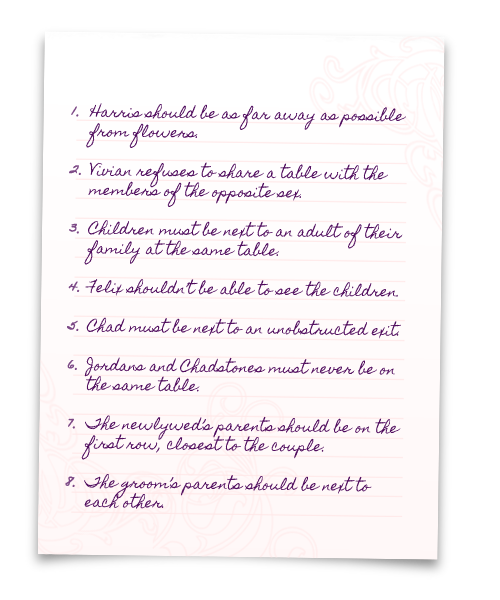 1. Harris should be as far away as possible
from flowers.
2. Vivian refuses to share a table with the
members of the opposite sex.
3. Children must be next to an adult of their
family at the same table.
4. Felix shouldn't be able to see the children.
5. Chad must be next to an unobstructed exit.
6. Jordans and Chadstones must never be on
the same table.
7. The newlywed's parents should be on the
first row, closest to the couple.
8. The groom's parents should be next to
each other.